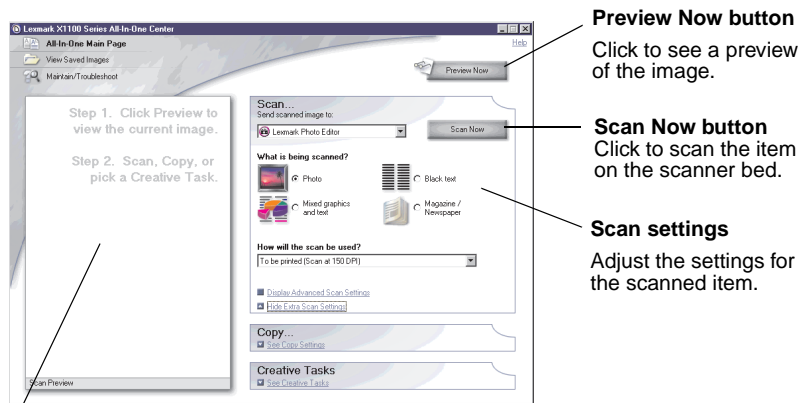 Lexmark X1100 Series All-In-One Center
All-In-One Main Page
Help
View Saved Images
Maintain/Troubleshoot
Preview Now
Step 1. Click Preview to
view the current image.
Step 2. Scan, Copy, or
pick a Creative Task.
Scan Preview
Scan...
Send scanned image to:
Lexmark Photo Editor
Scan Now
What is being scanned?
Photo
Black text
Mixed graphics
and text
Magazine /
Newspaper
How will the scan be used?
To be printed (Scan at 150 DPI)
Display Advanced Scan Settings
Hide Extra Scan Settings
Copy...
See Copy Settings
Creative Tasks
See Creative Tasks
Preview Now button
Click to see a preview
of the image.
Scan Now button
Click to scan the item
on the scanner bed.
Scan settings
Adjust the settings for
the scanned item.